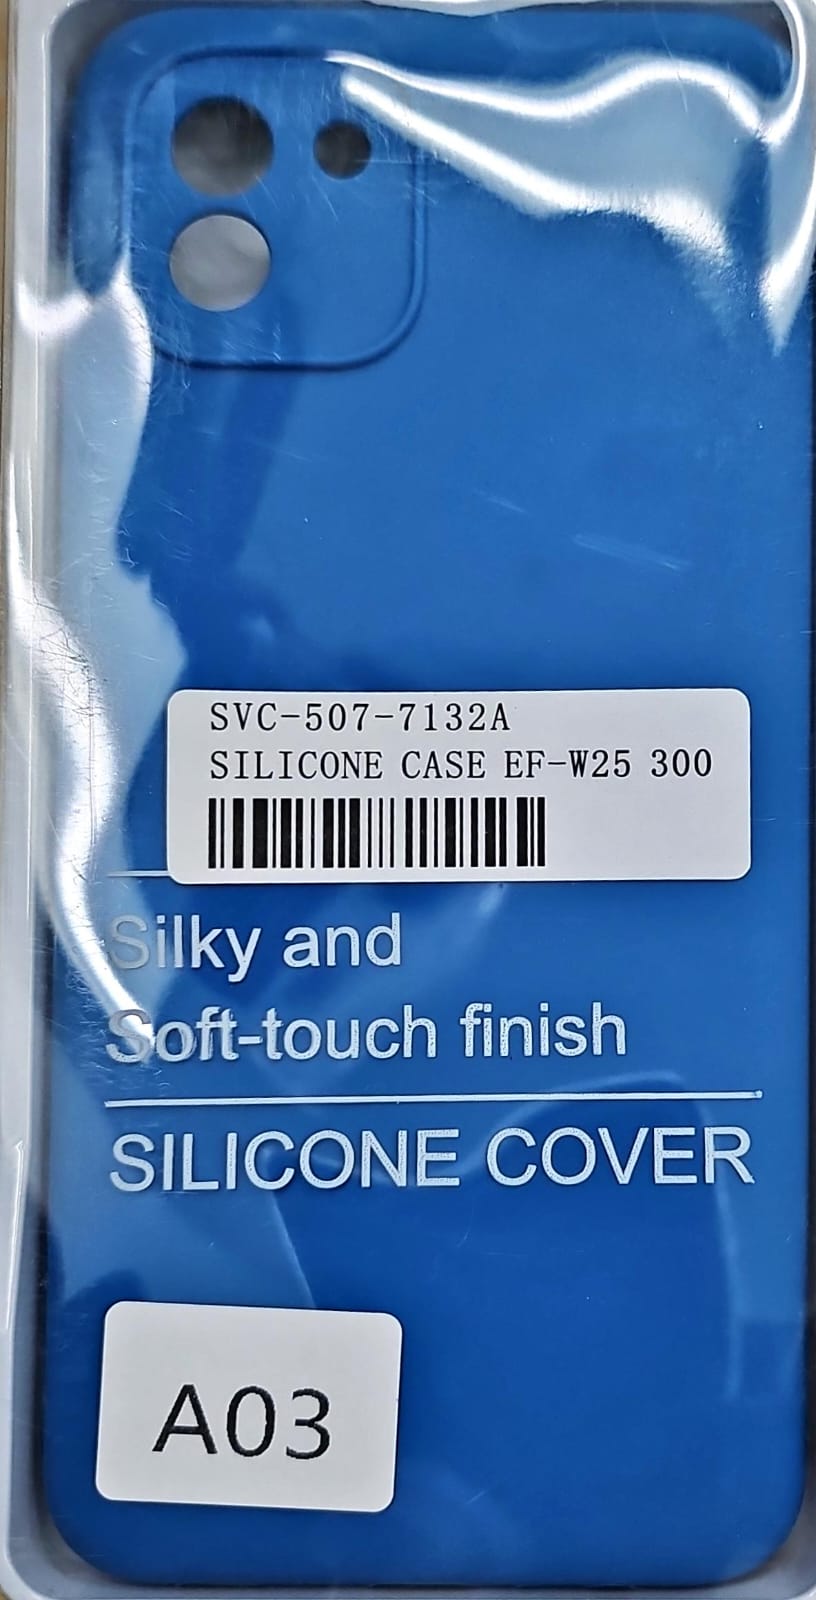 SVC-507-7132A
SILICONE CASE EF-W25 300
Silky and
Soft-touch finish
SILICONE COVER
A03